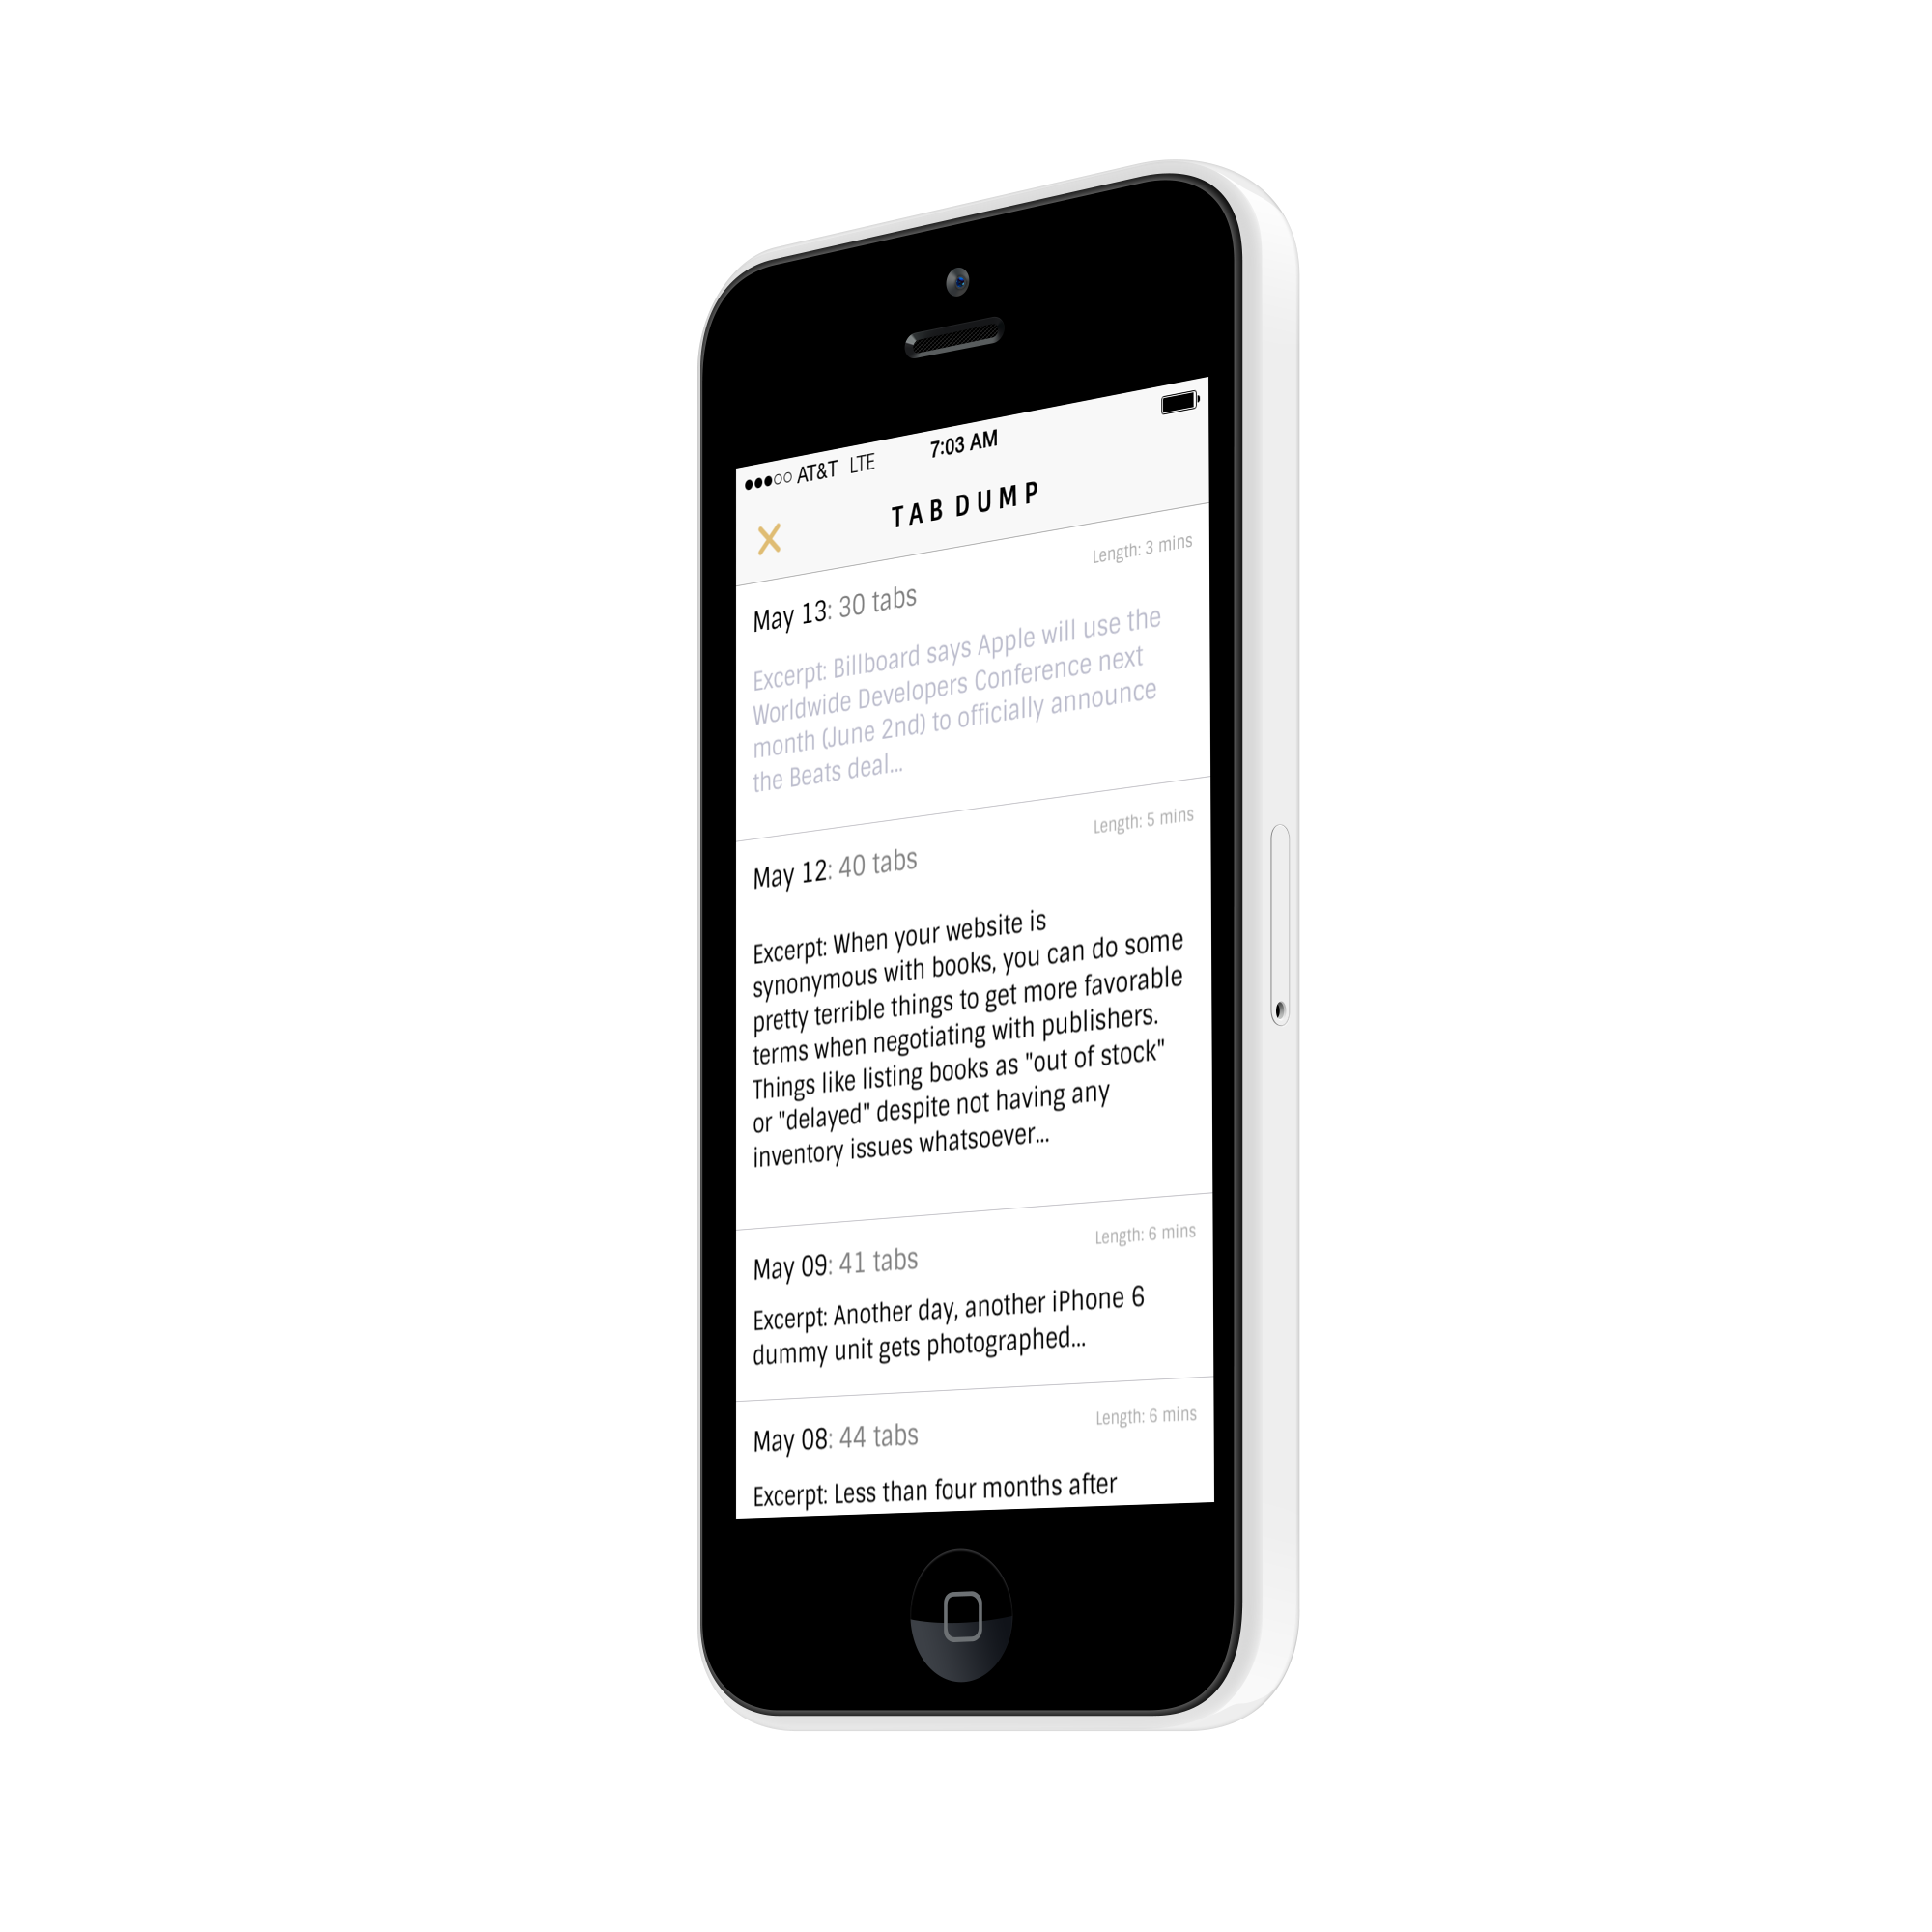 ●●●○○ AT&T LTE 7:03 AM
TAB DUMP
Length: 3 mins
May 13: 30 tabs
Excerpt: Billboard says Apple will use the
Worldwide Developers Conference next
month (June 2nd) to officially announce
the Beats deal...
Length: 5 mins
May 12: 40 tabs
Excerpt: When your website is
synonymous with books, you can do some
pretty terrible things to get more favorable
terms when negotiating with publishers.
Things like listing books as "out of stock"
or "delayed" despite not having any
inventory issues whatsoever...
Length: 6 mins
May 09: 41 tabs
Excerpt: Another day, another iPhone 6
dummy unit gets photographed...
Length: 6 mins
May 08: 44 tabs
Excerpt: Less than four months after